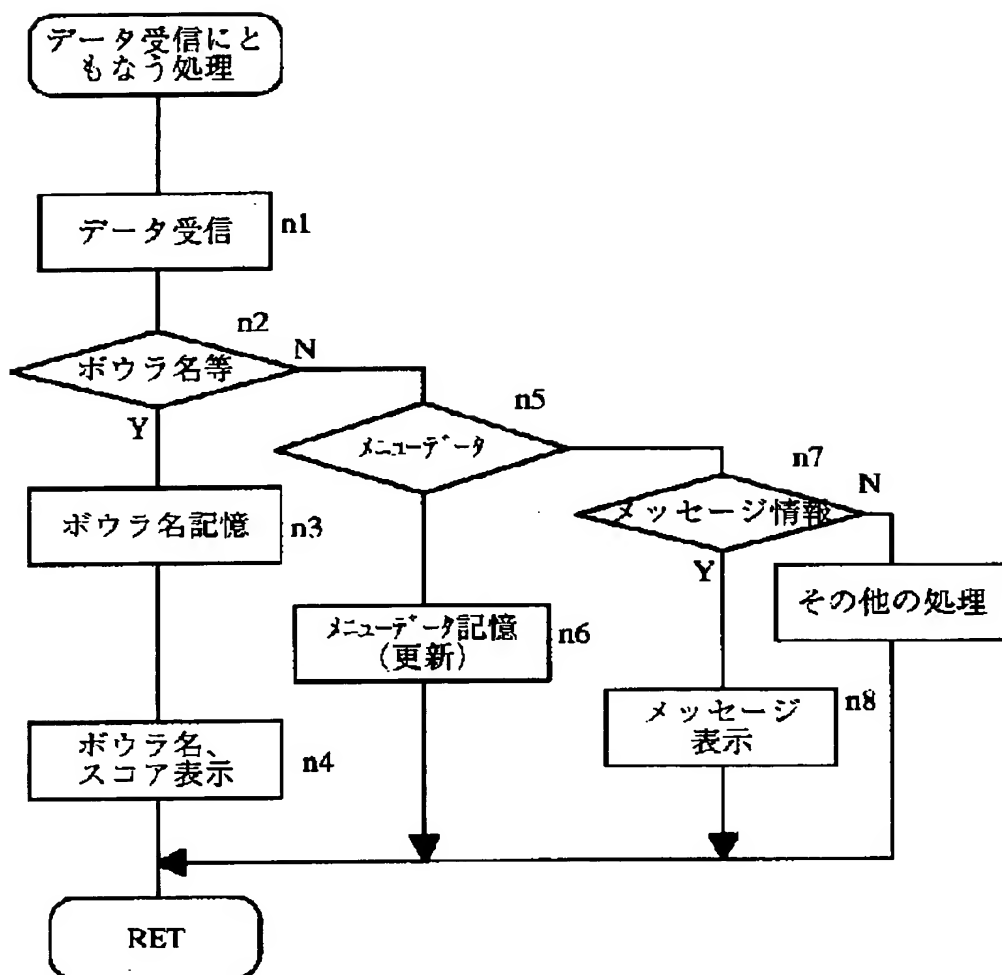 データ受信にと
もなう処理
データ受信
n1
n2
ボウラ名等
N
Y
n5
メニューデータ
n7
メッセージ情報
N
Y
ボウラ名記憶
n3
その他の処理
メニューデータ記憶
(更新)
n6
メッセージ
表示
n8
ボウラ名、
スコア表示
n4
RET